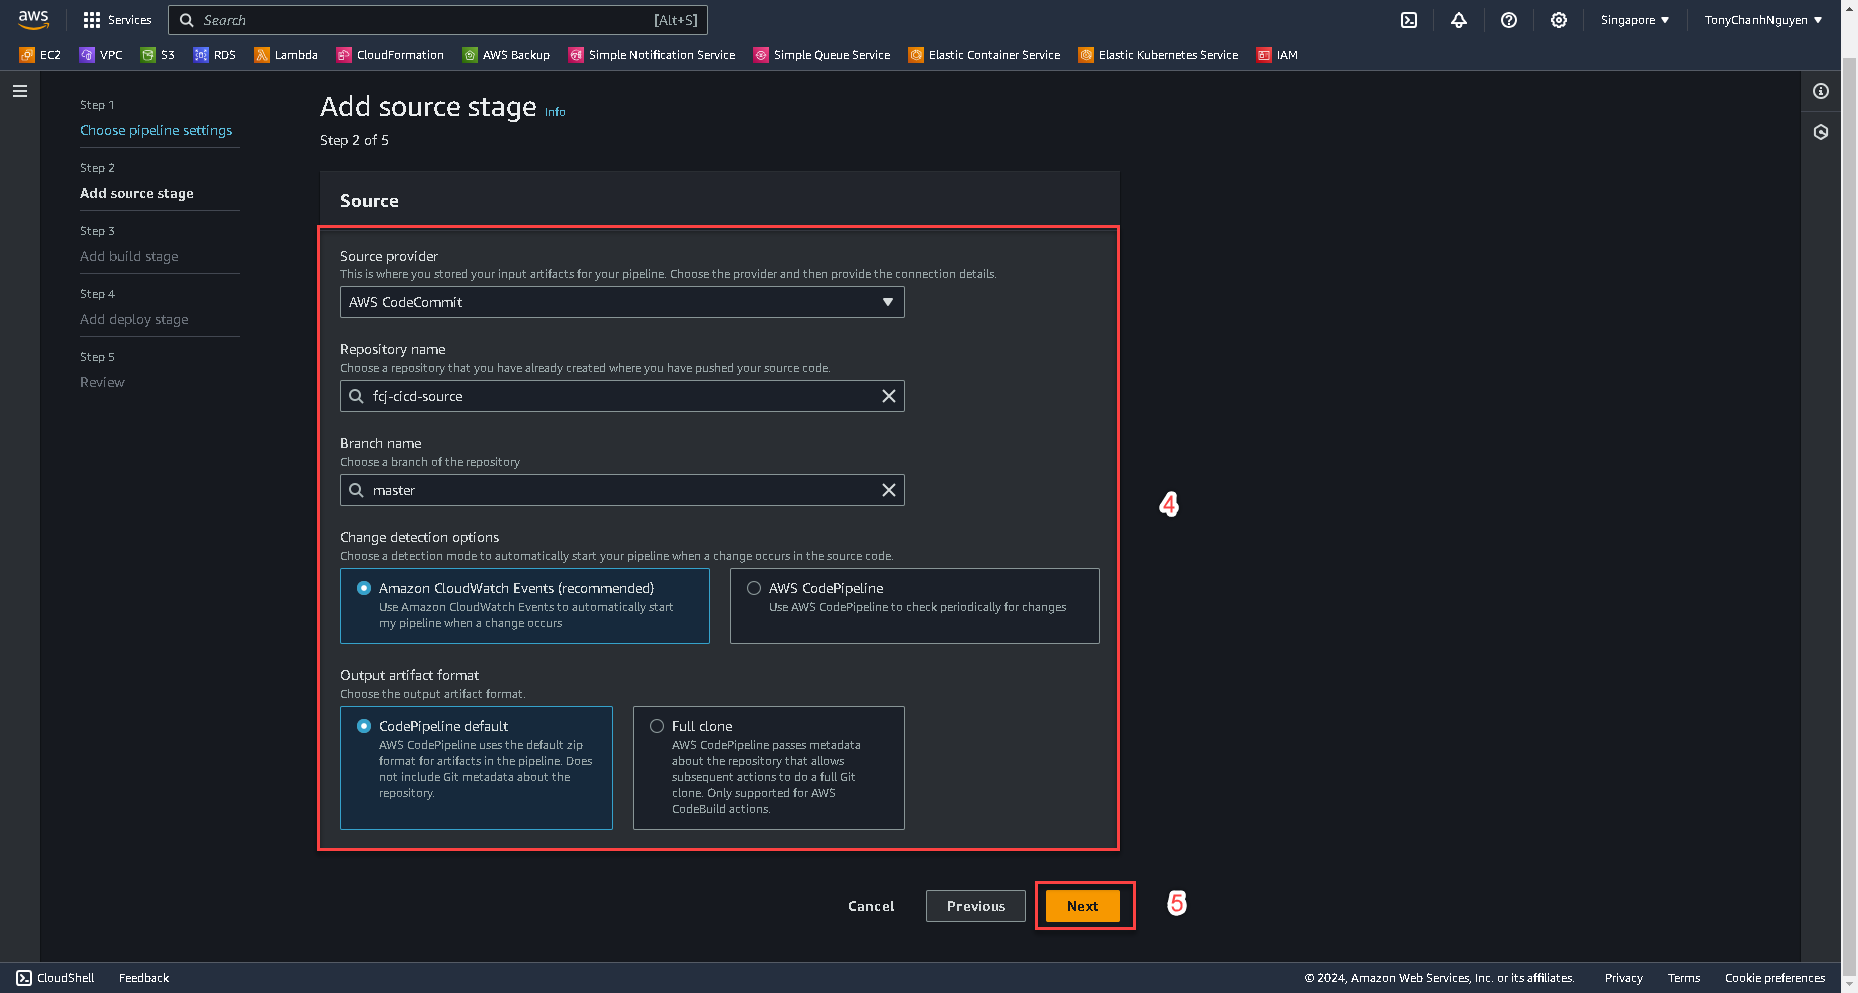 aws
Services
Search
[Alt+S]
Singapore
TonyChanhNguyen
EC2
VPC
S3
RDS
Lambda
CloudFormation
AWS Backup
Simple Notification Service
Simple Queue Service
Elastic Container Service
Elastic Kubernetes Service
IAM
Step 1
Choose pipeline settings
Step 2
Add source stage
Step 3
Add build stage
Step 4
Add deploy stage
Step 5
Review
Add source stage Info
Step 2 of 5
Source
Source provider
This is where you stored your input artifacts for your pipeline. Choose the provider and then provide the connection details.
AWS CodeCommit
Repository name
Choose a repository that you have already created where you have pushed your source code.
fcj-cicd-source
Branch name
Choose a branch of the repository
master
4
Change detection options
Choose a detection mode to automatically start your pipeline when a change occurs in the source code.
Amazon CloudWatch Events (recommended)
Use Amazon CloudWatch Events to automatically start
my pipeline when a change occurs
AWS CodePipeline
Use AWS CodePipeline to check periodically for changes
Output artifact format
Choose the output artifact format.
CodePipeline default
AWS CodePipeline uses the default zip
format for artifacts in the pipeline. Does
not include Git metadata about the
repository.
Full clone
AWS CodePipeline passes metadata
about the repository that allows
subsequent actions to do a full Git
clone. Only supported for AWS
CodeBuild actions.
Cancel
Previous
Next
5
CloudShell
Feedback
© 2024, Amazon Web Services, Inc. or its affiliates.
Privacy
Terms
Cookie preferences